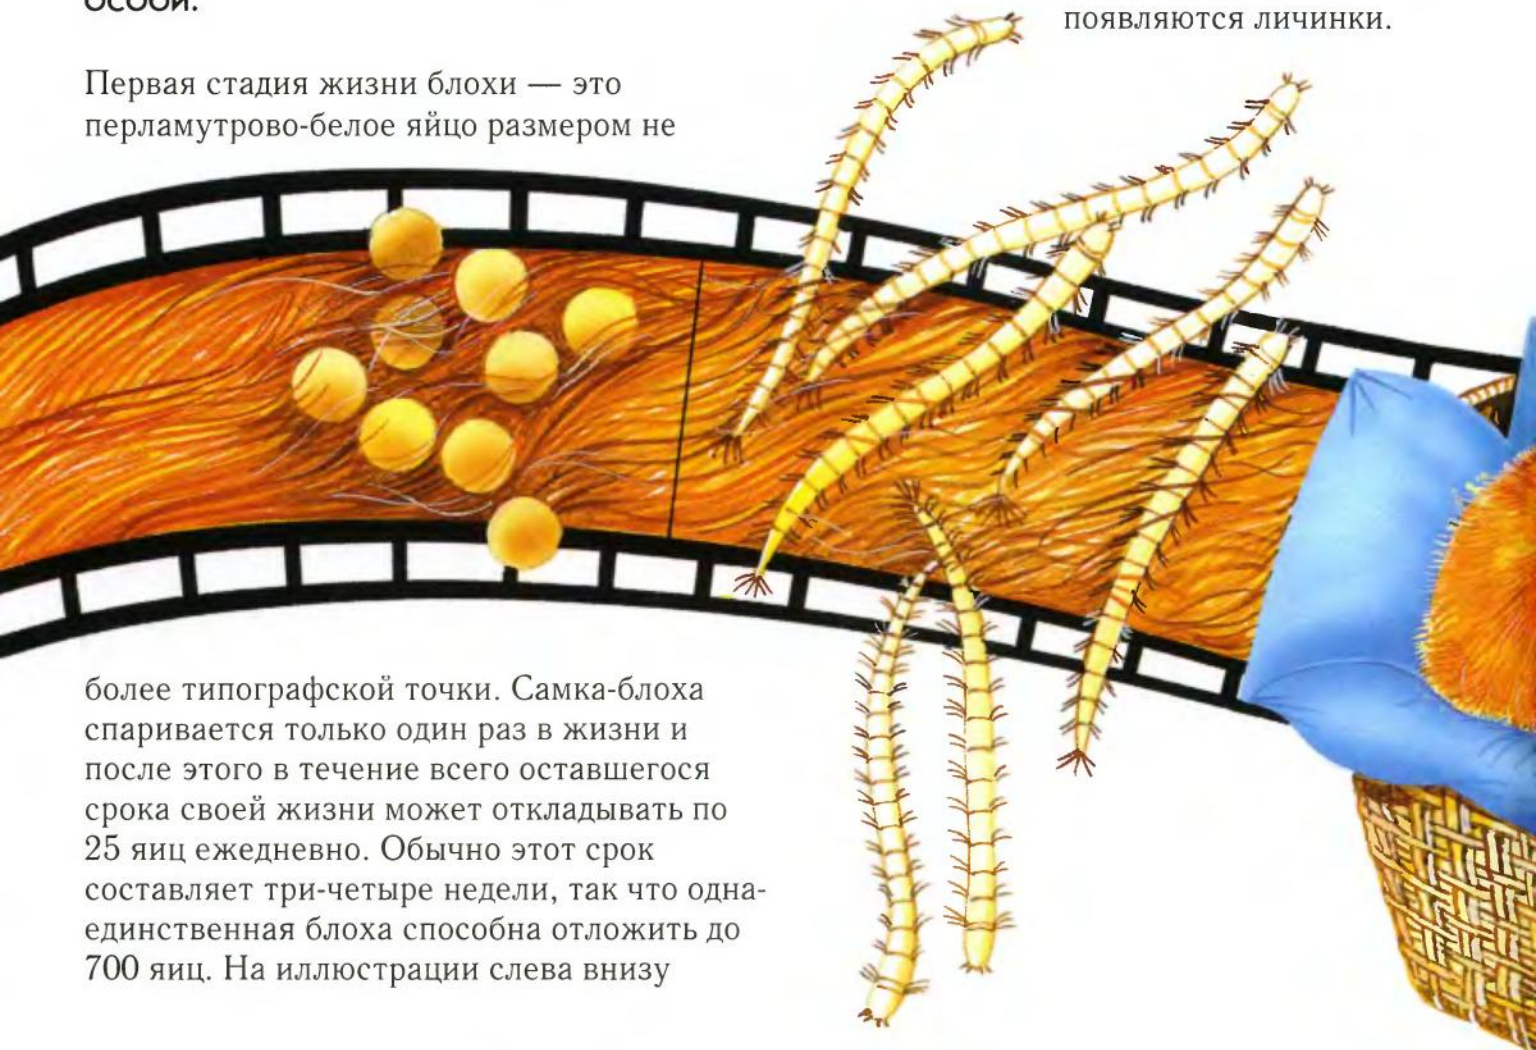 особи.
Первая стадия жизни блохи — это
перламутрово-белое яйцо размером не
более типографской точки. Самка-блоха
спаривается только один раз в жизни и
после этого в течение всего оставшегося
срока своей жизни может откладывать по
25 яиц ежедневно. Обычно этот срок
составляет три-четыре недели, так что одна-
единственная блоха способна отложить до
700 яиц. На иллюстрации слева внизу
появляются личинки.